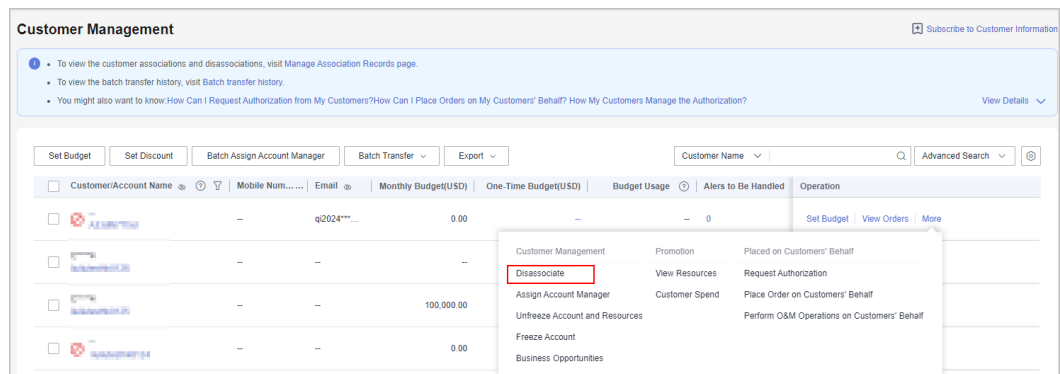 Customer Management
Subscribe to Customer Information
To view the customer associations and disassociations, visit Manage Association Records page.
To view the batch transfer history, visit Batch transfer history.
You might also want to know:How Can I Request Authorization from My Customers?How Can I Place Orders on My Customers' Behalf? How My Customers Manage the Authorization?
View Details
Set Budget
Set Discount
Batch Assign Account Manager
Batch Transfer
Export
Customer Name
Advanced Search
Customer/Account Name
Mobile Num... ...
Email
Monthly Budget(USD)
One-Time Budget(USD)
Budget Usage
Alers to Be Handled
Operation
--
qi2024***...
0.00
--
--
0
Set Budget
View Orders
More
--
--
--
--
--
100,000.00
--
--
0.00
Customer Management
Disassociate
Assign Account Manager
Unfreeze Account and Resources
Freeze Account
Business Opportunities
Promotion
View Resources
Customer Spend
Placed on Customers' Behalf
Request Authorization
Place Order on Customers' Behalf
Perform O&M Operations on Customers' Behalf